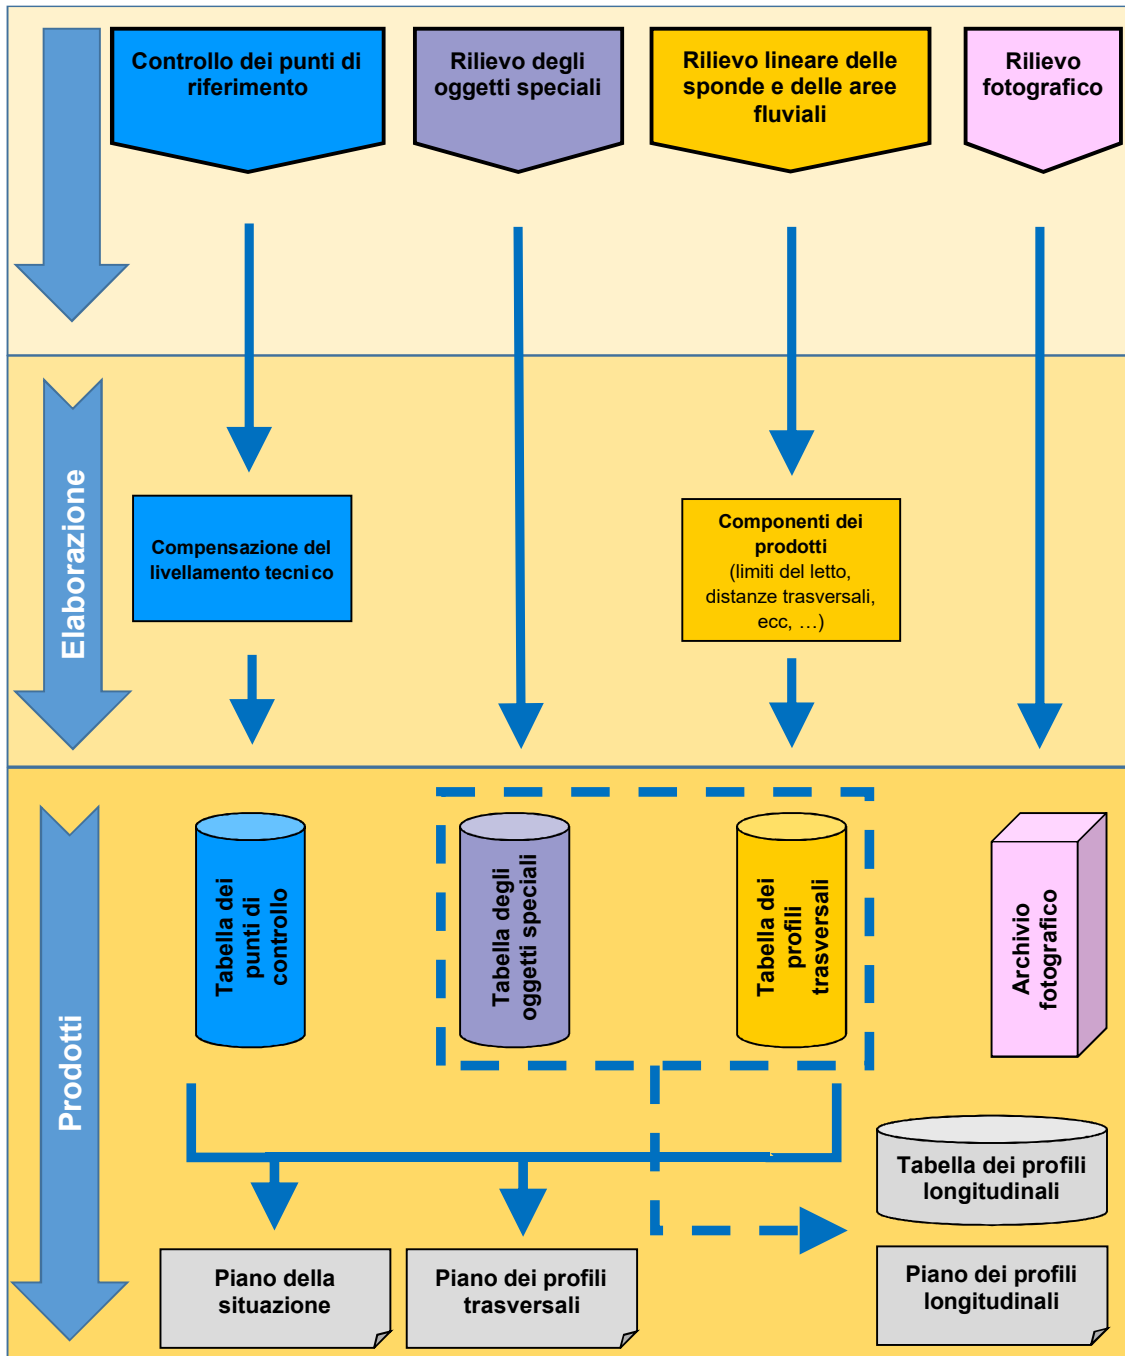 Controllo dei punti di
riferimento
Rilievo degli
oggetti speciali
Rilievo lineare delle
sponde e delle aree
fluviali
Rilievo
fotografico
Elaborazione
Compensazione del
livellamento tecnico
Componenti dei
prodotti
(limiti del letto,
distanze trasversali,
ecc, …)
Prodotti
Tabella dei
punti di
controllo
Tabella degli
oggetti speciali
Tabella dei
profili
trasversali
Archivio
fotografico
Tabella dei profili
longitudinali
Piano della
situazione
Piano dei profili
trasversali
Piano dei profili
longitudinali